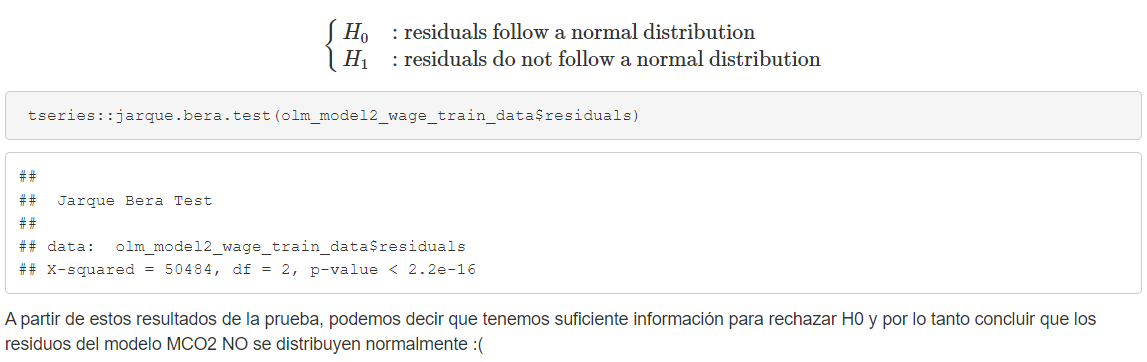 H0 : residuals follow a normal distribution
H1 : residuals do not follow a normal distribution
tseries::jarque.bera.test(olm_model2_wage_train_data$residuals)
##
##  Jarque Bera Test
##
## data:  olm_model2_wage_train_data$residuals
## X-squared = 50484, df = 2, p-value < 2.2e-16
A partir de estos resultados de la prueba, podemos decir que tenemos suficiente información para rechazar H0 y por lo tanto concluir que los
residuos del modelo MCO2 NO se distribuyen normalmente :(